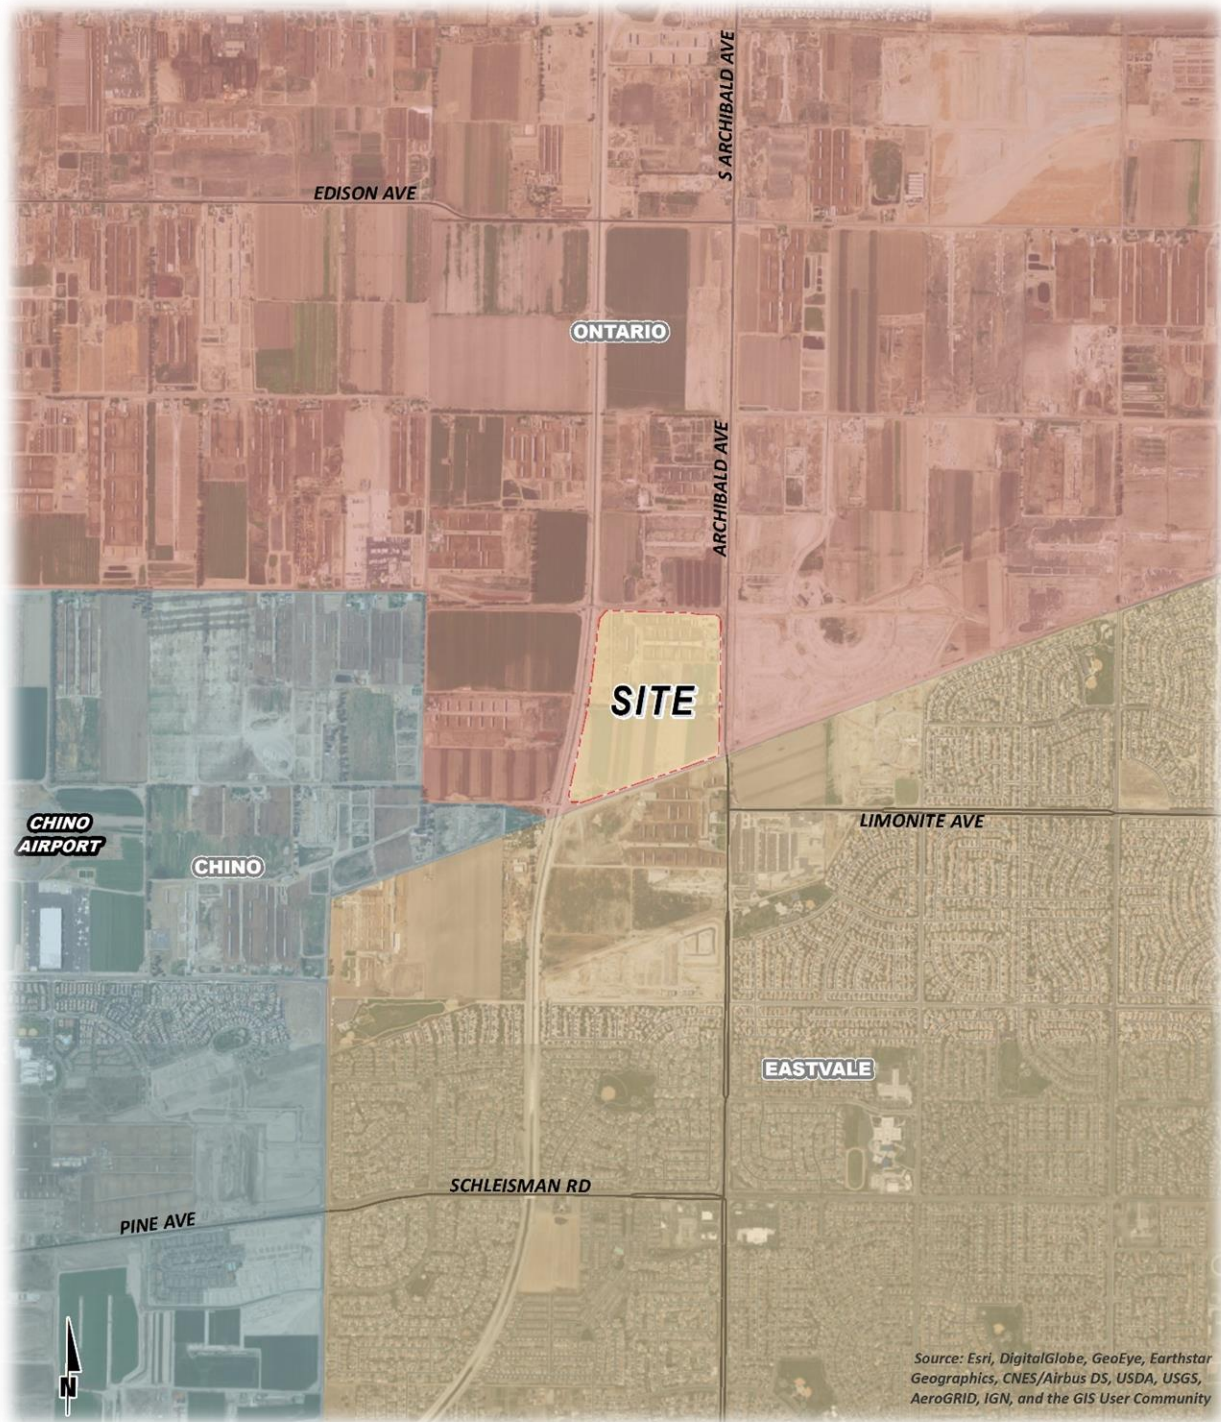 S ARCHIBALD AVE
EDISON AVE
ONTARIO
ARCHIBALD AVE
SITE
CHINO
AIRPORT
LIMONITE AVE
CHINO
EASTVALE
SCHLEISMAN RD
PINE AVE
N
Source: Esri, DigitalGlobe, GeoEye, Earthstar
Geographics, CNES/Airbus DS, USDA, USGS,
AeroGRID, IGN, and the GIS User Community